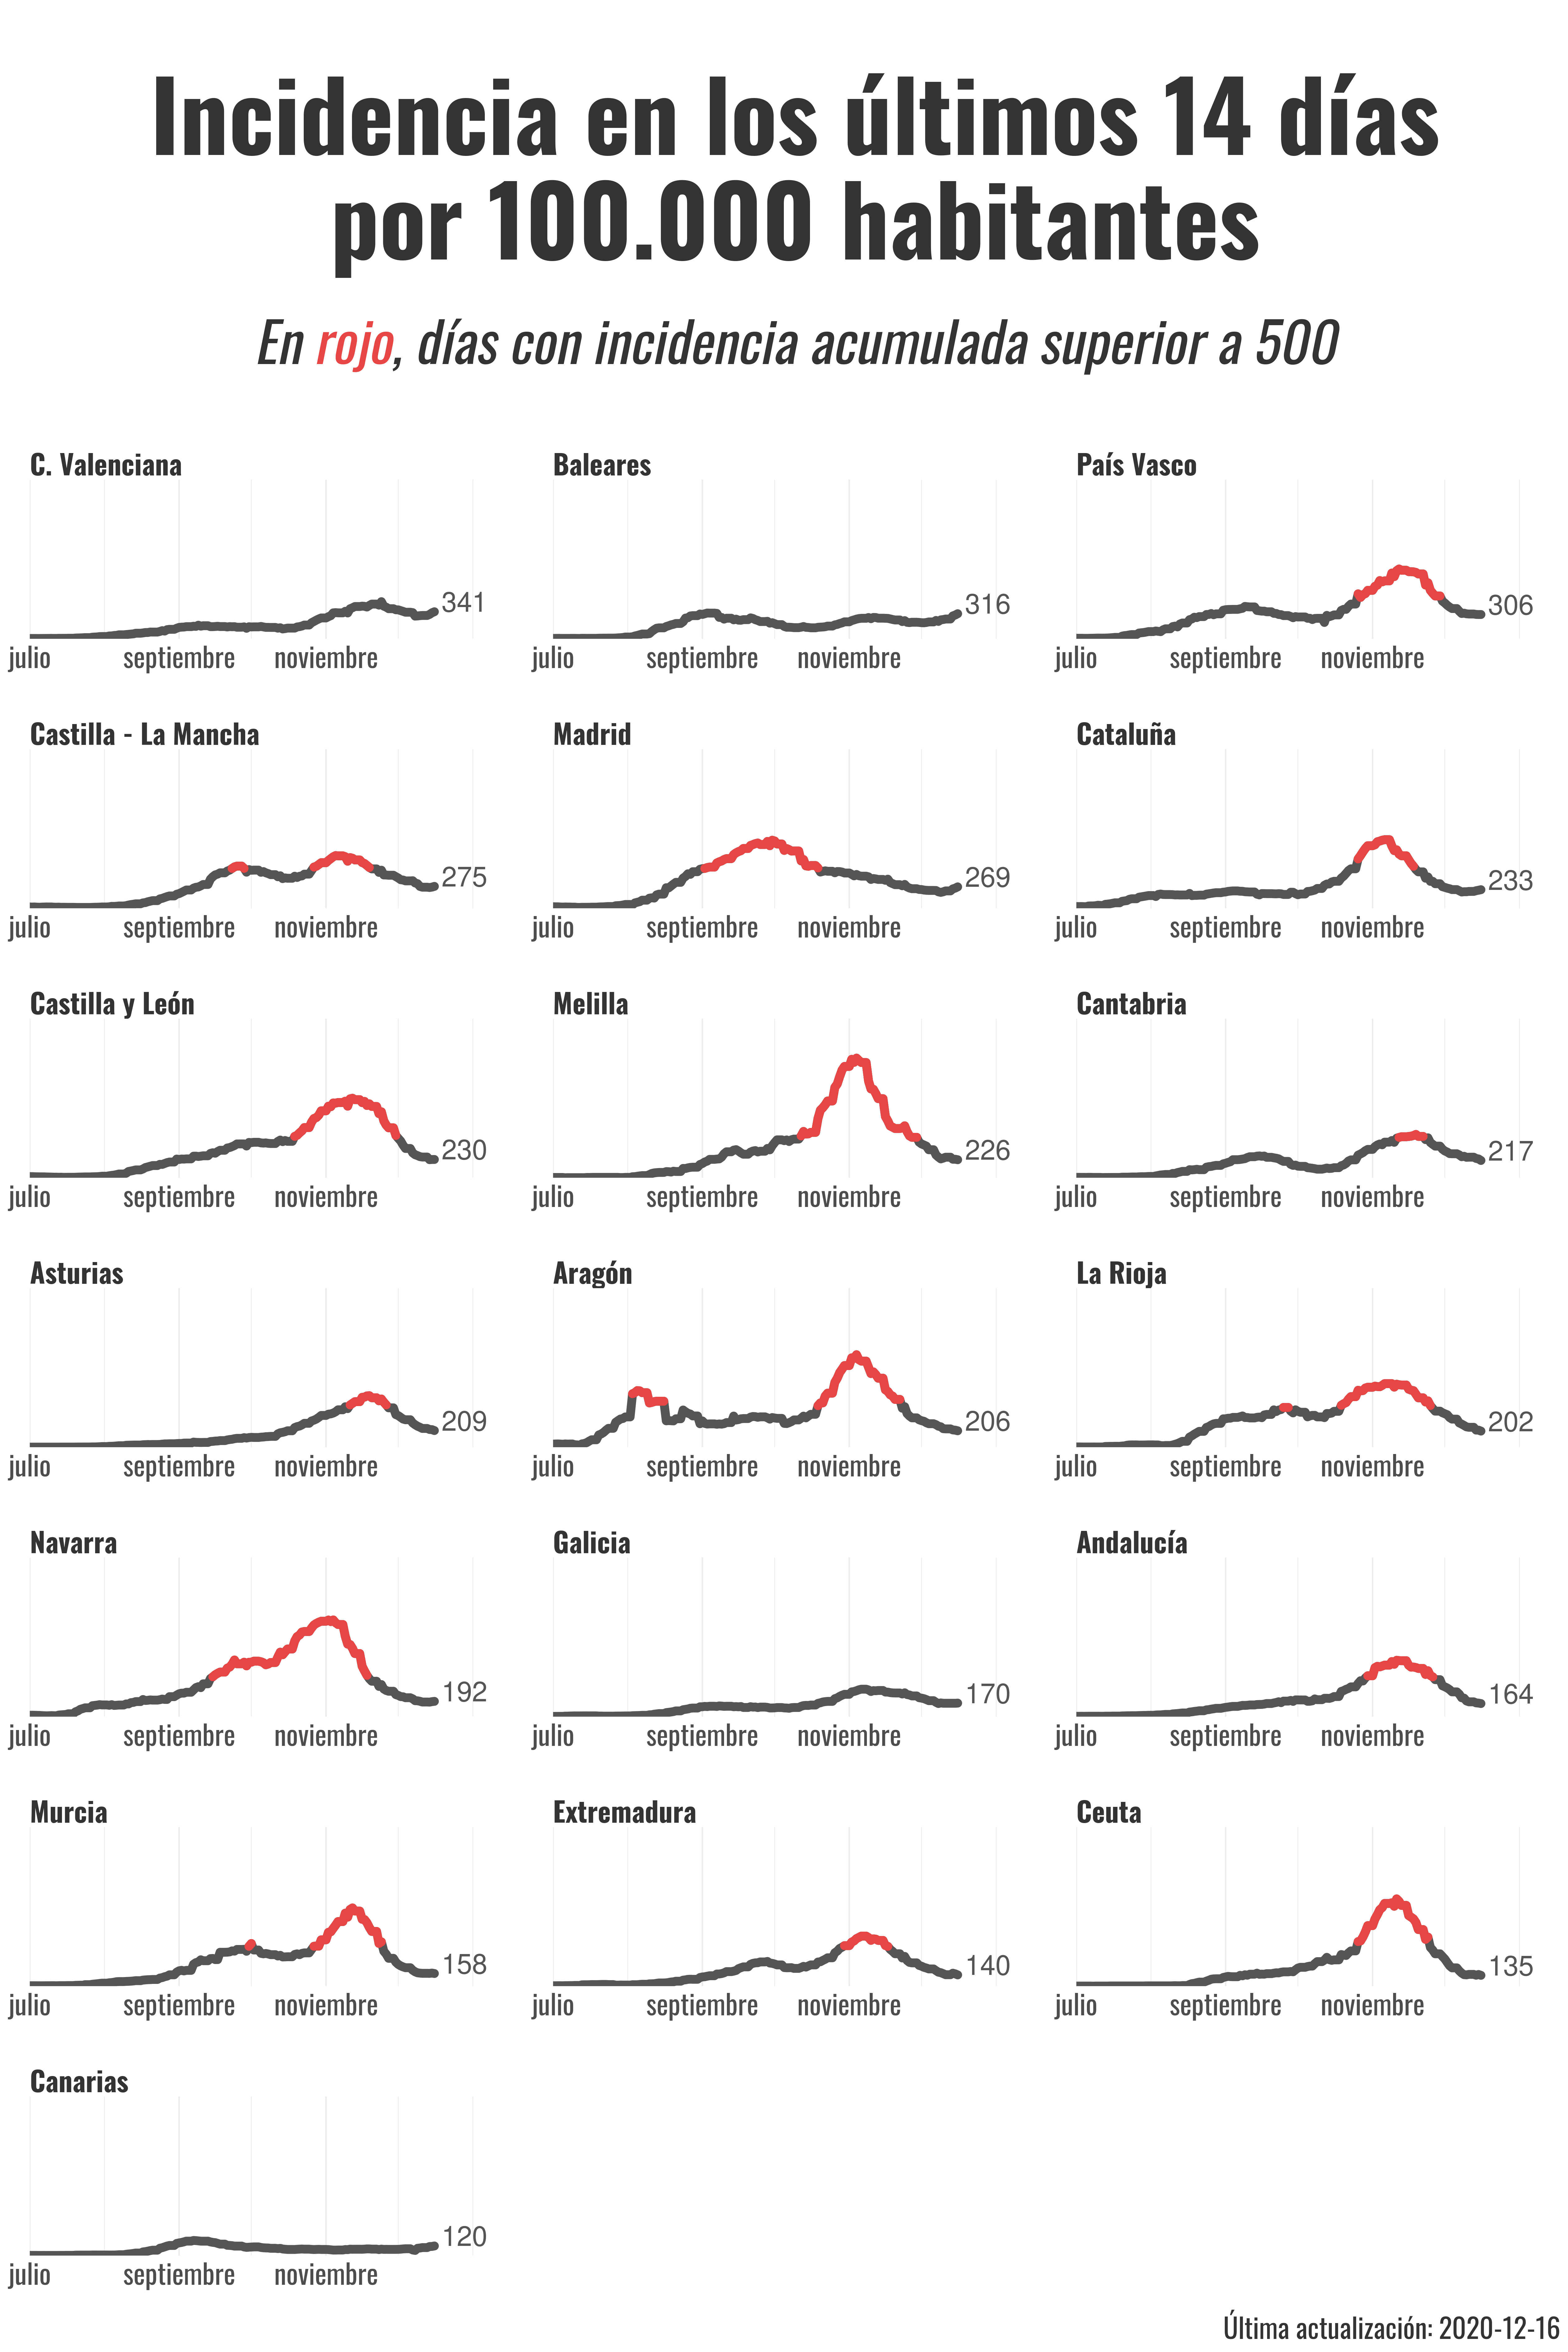 Incidencia en los últimos 14 días
por 100.000 habitantes
En rojo, días con incidencia acumulada superior a 500
C. Valenciana
341
julio septiembre noviembre
Baleares
316
julio septiembre noviembre
País Vasco
306
julio septiembre noviembre
Castilla - La Mancha
275
julio septiembre noviembre
Madrid
269
julio septiembre noviembre
Cataluña
233
julio septiembre noviembre
Castilla y León
230
julio septiembre noviembre
Melilla
226
julio septiembre noviembre
Cantabria
217
julio septiembre noviembre
Asturias
209
julio septiembre noviembre
Aragón
206
julio septiembre noviembre
La Rioja
202
julio septiembre noviembre
Navarra
192
julio septiembre noviembre
Galicia
170
julio septiembre noviembre
Andalucía
164
julio septiembre noviembre
Murcia
158
julio septiembre noviembre
Extremadura
140
julio septiembre noviembre
Ceuta
135
julio septiembre noviembre
Canarias
120
julio septiembre noviembre
Última actualización: 2020-12-16